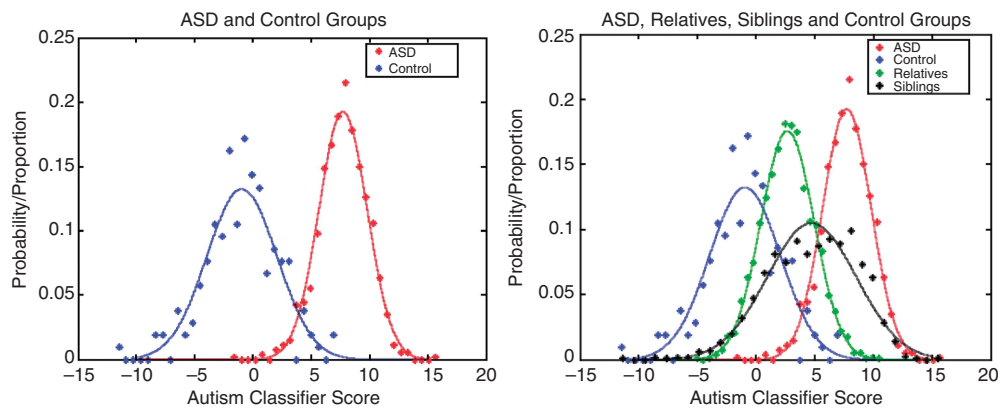 ASD and Control Groups
0.25
0.2
0.15
0.1
0.05
0
Probability/Proportion
ASD
Control
−15
−10
−5
0
5
10
15
20
Autism Classifier Score
ASD, Relatives, Siblings and Control Groups
0.25
0.2
0.15
0.1
0.05
0
Probability/Proportion
ASD
Control
Relatives
Siblings
−15
−10
−5
0
5
10
15
20
Autism Classifier Score